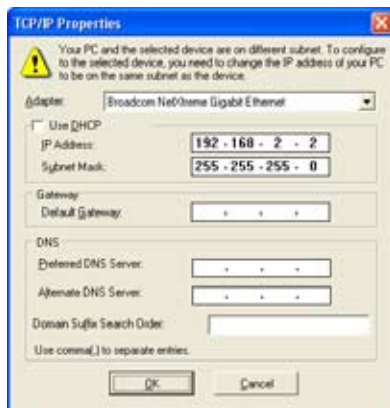 TCP/IP Properties
Your PC and the selected device are on different subnet. To configure
to the selected device, you need to change the IP address of your PC
to be on the same subnet as the device.
Adapter: Broadcom NetXtreme Gigabit Ethernet
Use DHCP
IP Address: 192 . 168 . 2 . 2
Subnet Mask: 255 . 255 . 255 . 0
Gateway
Default Gateway: . . .
DNS
Preferred DNS Server: . . .
Alternate DNS Server: . . .
Domain Suffix Search Order:
Use comma(,) to separate entries.
OK Cancel